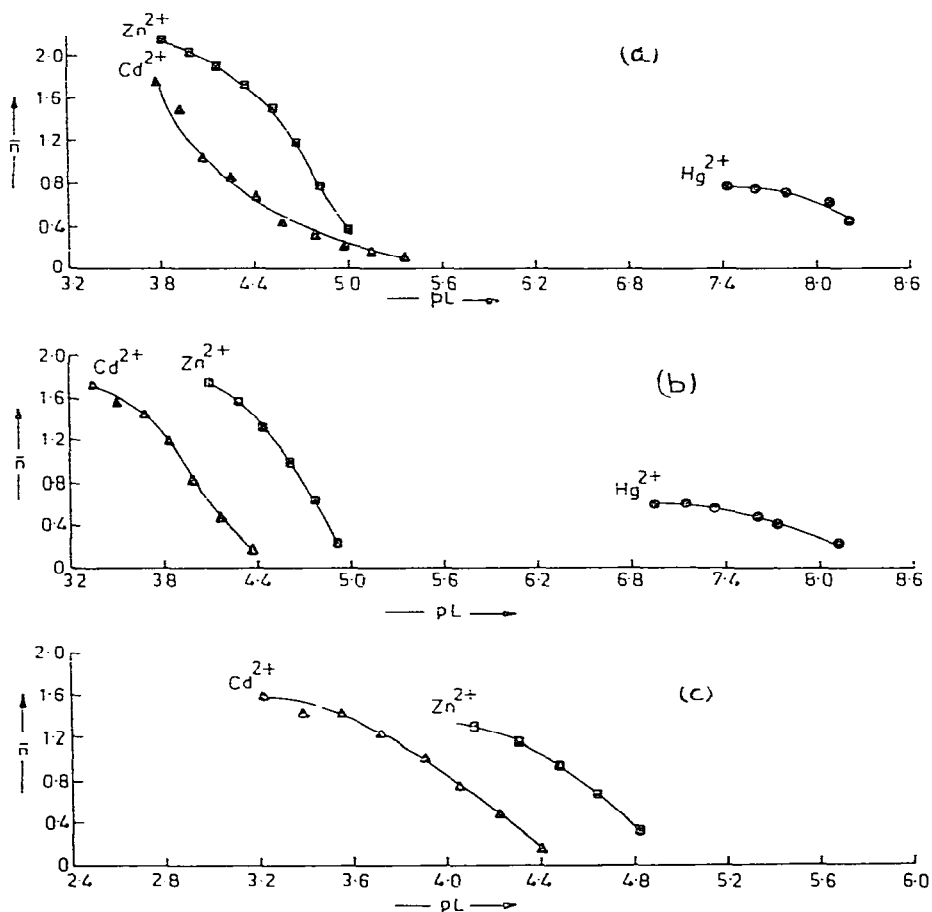 Zn2+
Cd2+
(a)
Hg2+
n̄
2·0
1·6
1·2
0·8
0·4
0
3·2 3·8 4·4 5·0 5·6 6·2 6·8 7·4 8·0 8·6
pL
Cd2+ Zn2+
(b)
Hg2+
n̄
2·0
1·6
1·2
0·8
0·4
0
3·2 3·8 4·4 5·0 5·6 6·2 6·8 7·4 8·0 8·6
pL
Cd2+
Zn2+
(c)
n̄
2·0
1·6
1·2
0·8
0·4
0
2·4 2·8 3·2 3·6 4·0 4·4 4·8 5·2 5·6 6·0
pL